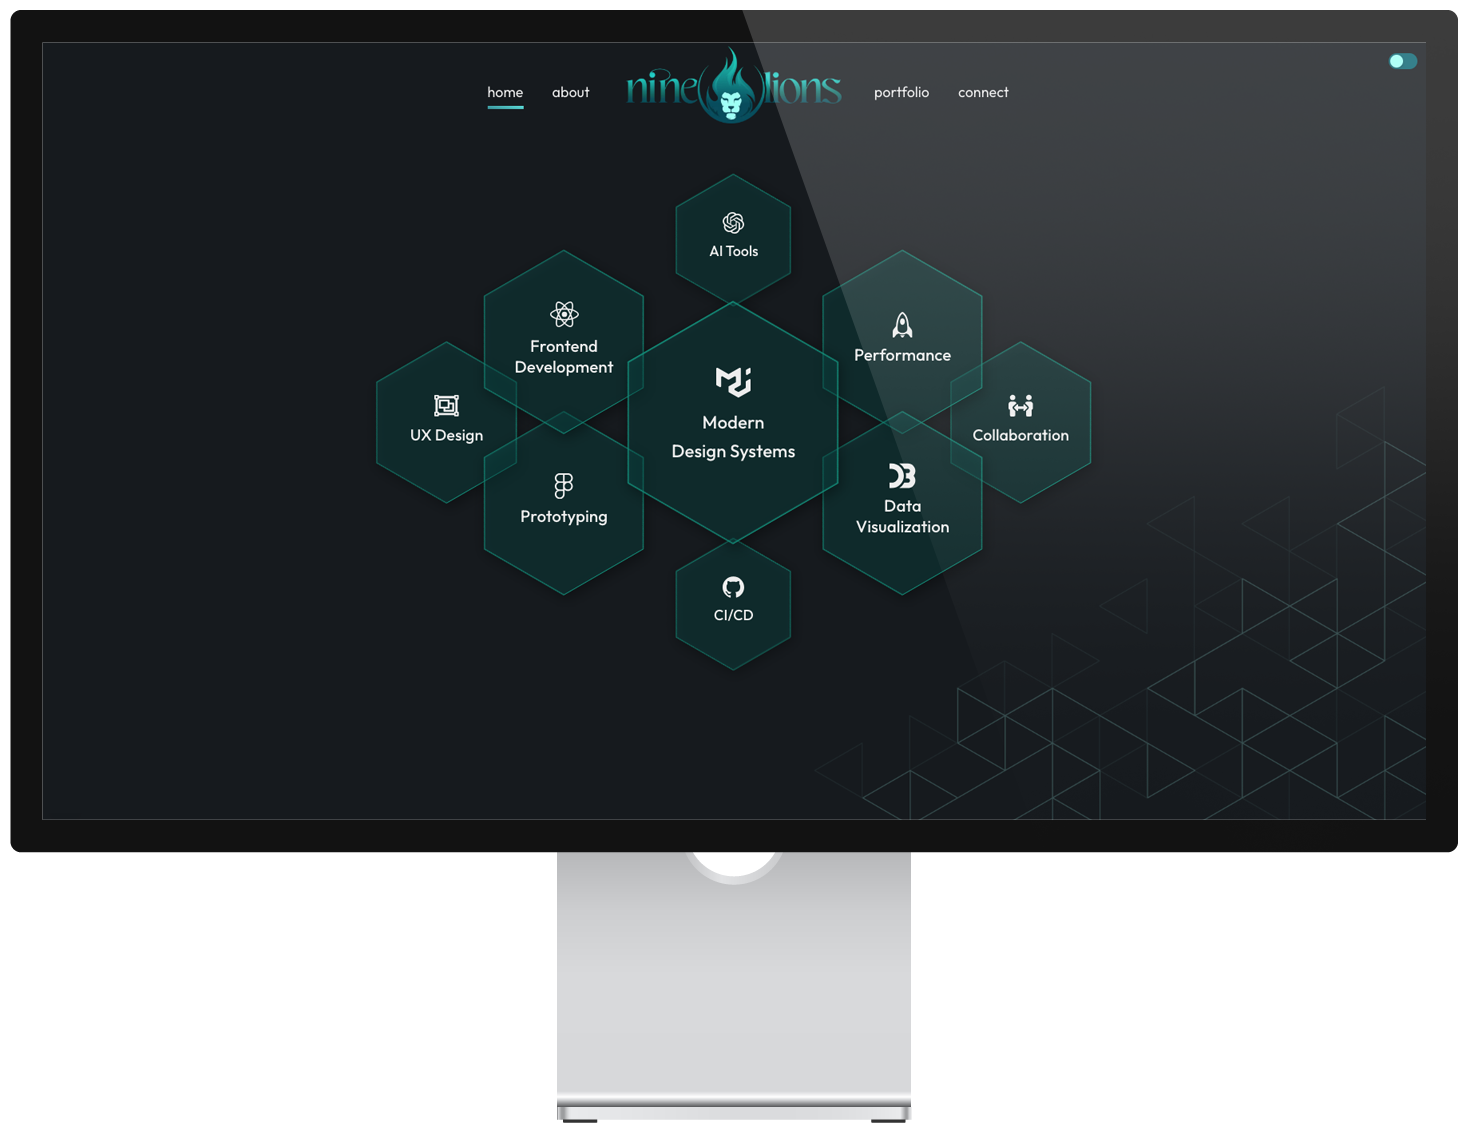 home
about
nine lions
portfolio
connect
AI Tools
Frontend
Development
Performance
UX Design
Modern
Design Systems
Collaboration
Prototyping
Data
Visualization
CI/CD